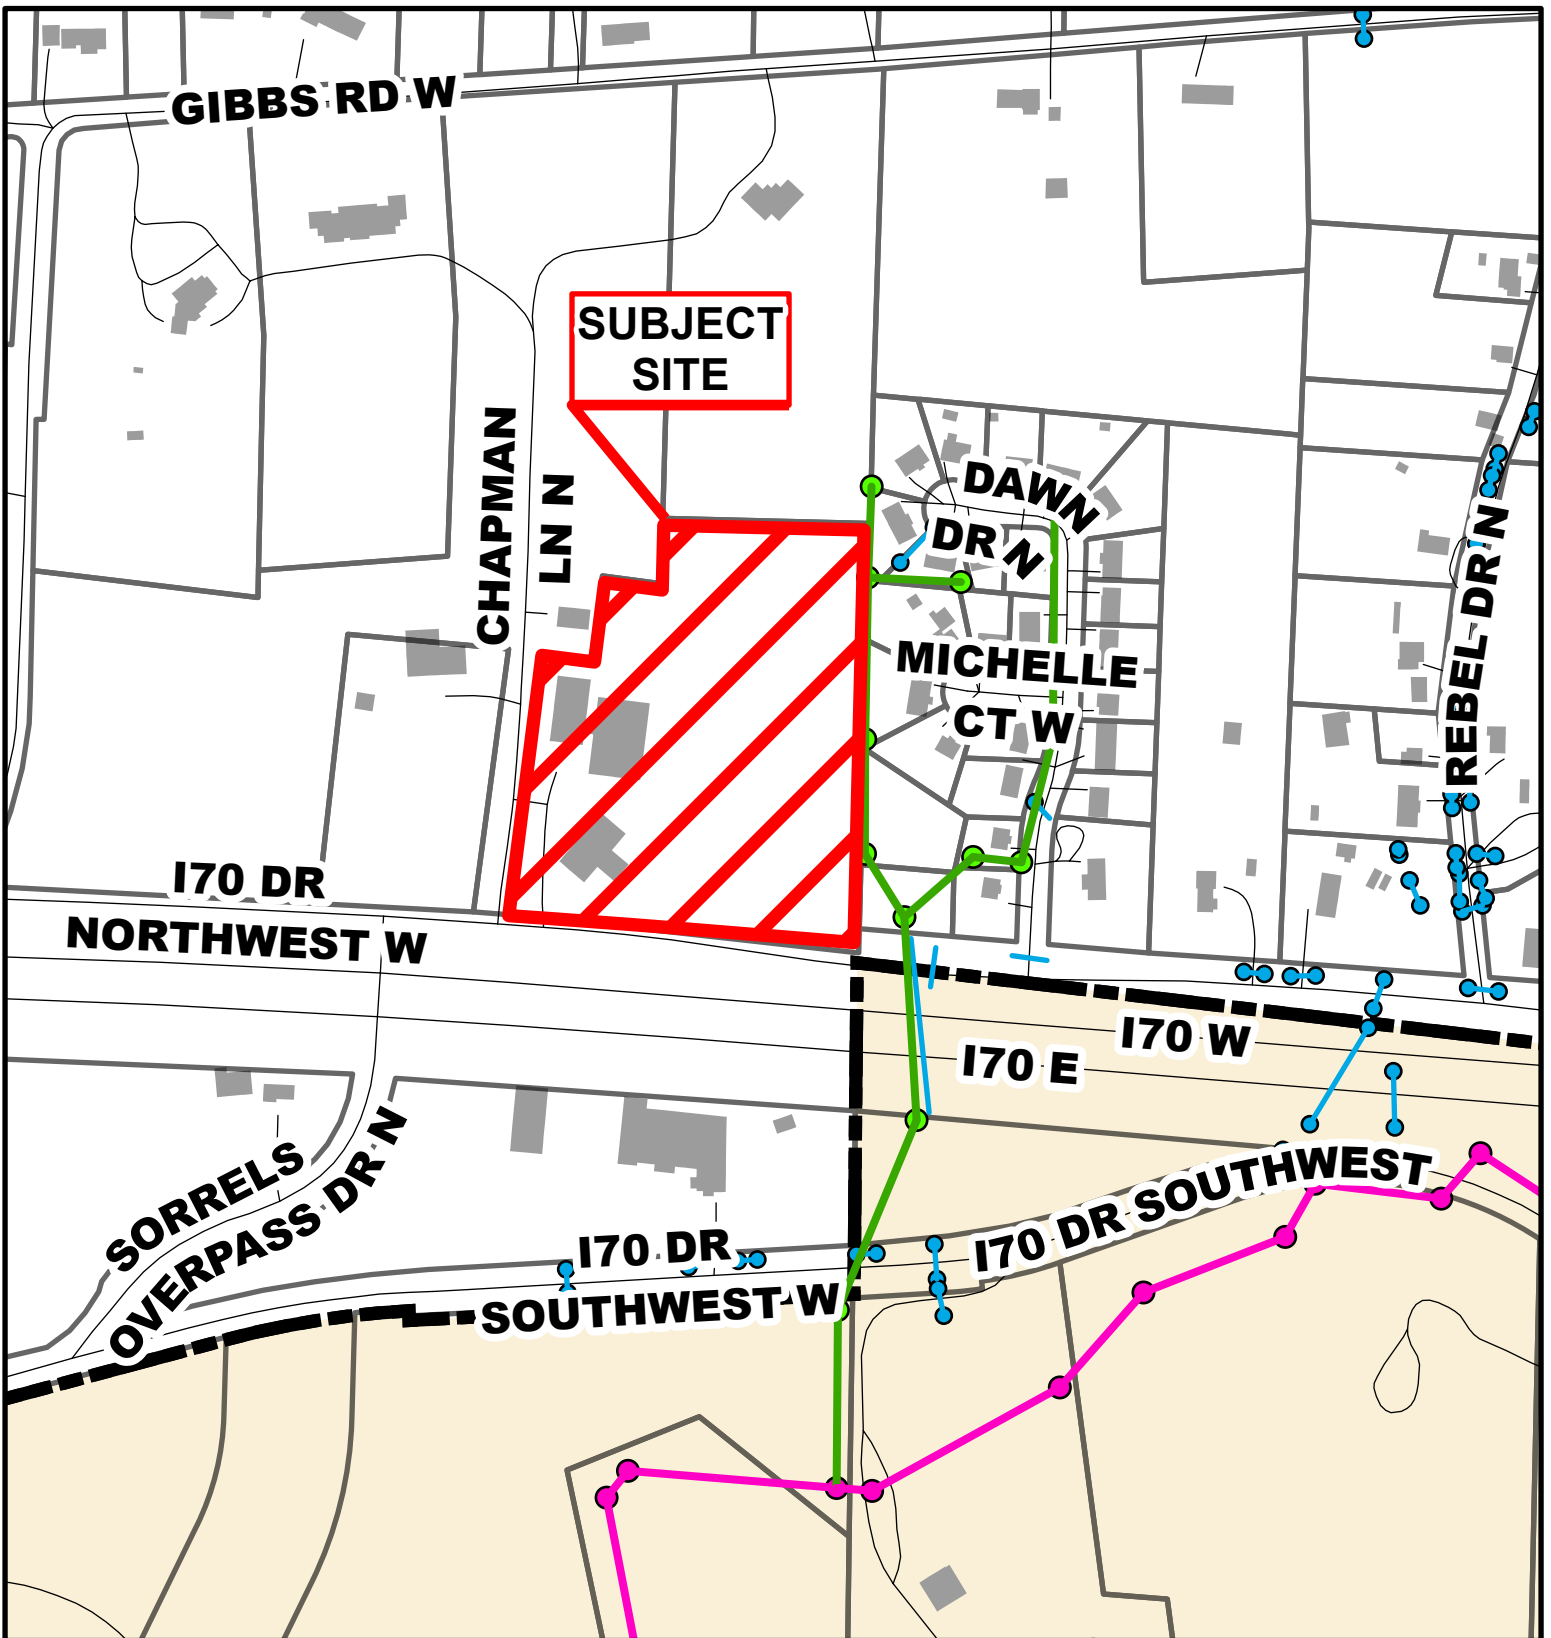 GIBBS RD W
SUBJECT
SITE
CHAPMAN
LN N
DAWN
DR N
MICHELLE
CT W
REBEL DR N
I70 DR
NORTHWEST W
I70 W
I70 E
SORRELS
OVERPASS DR N
I70 DR SOUTHWEST
I70 DR
SOUTHWEST W